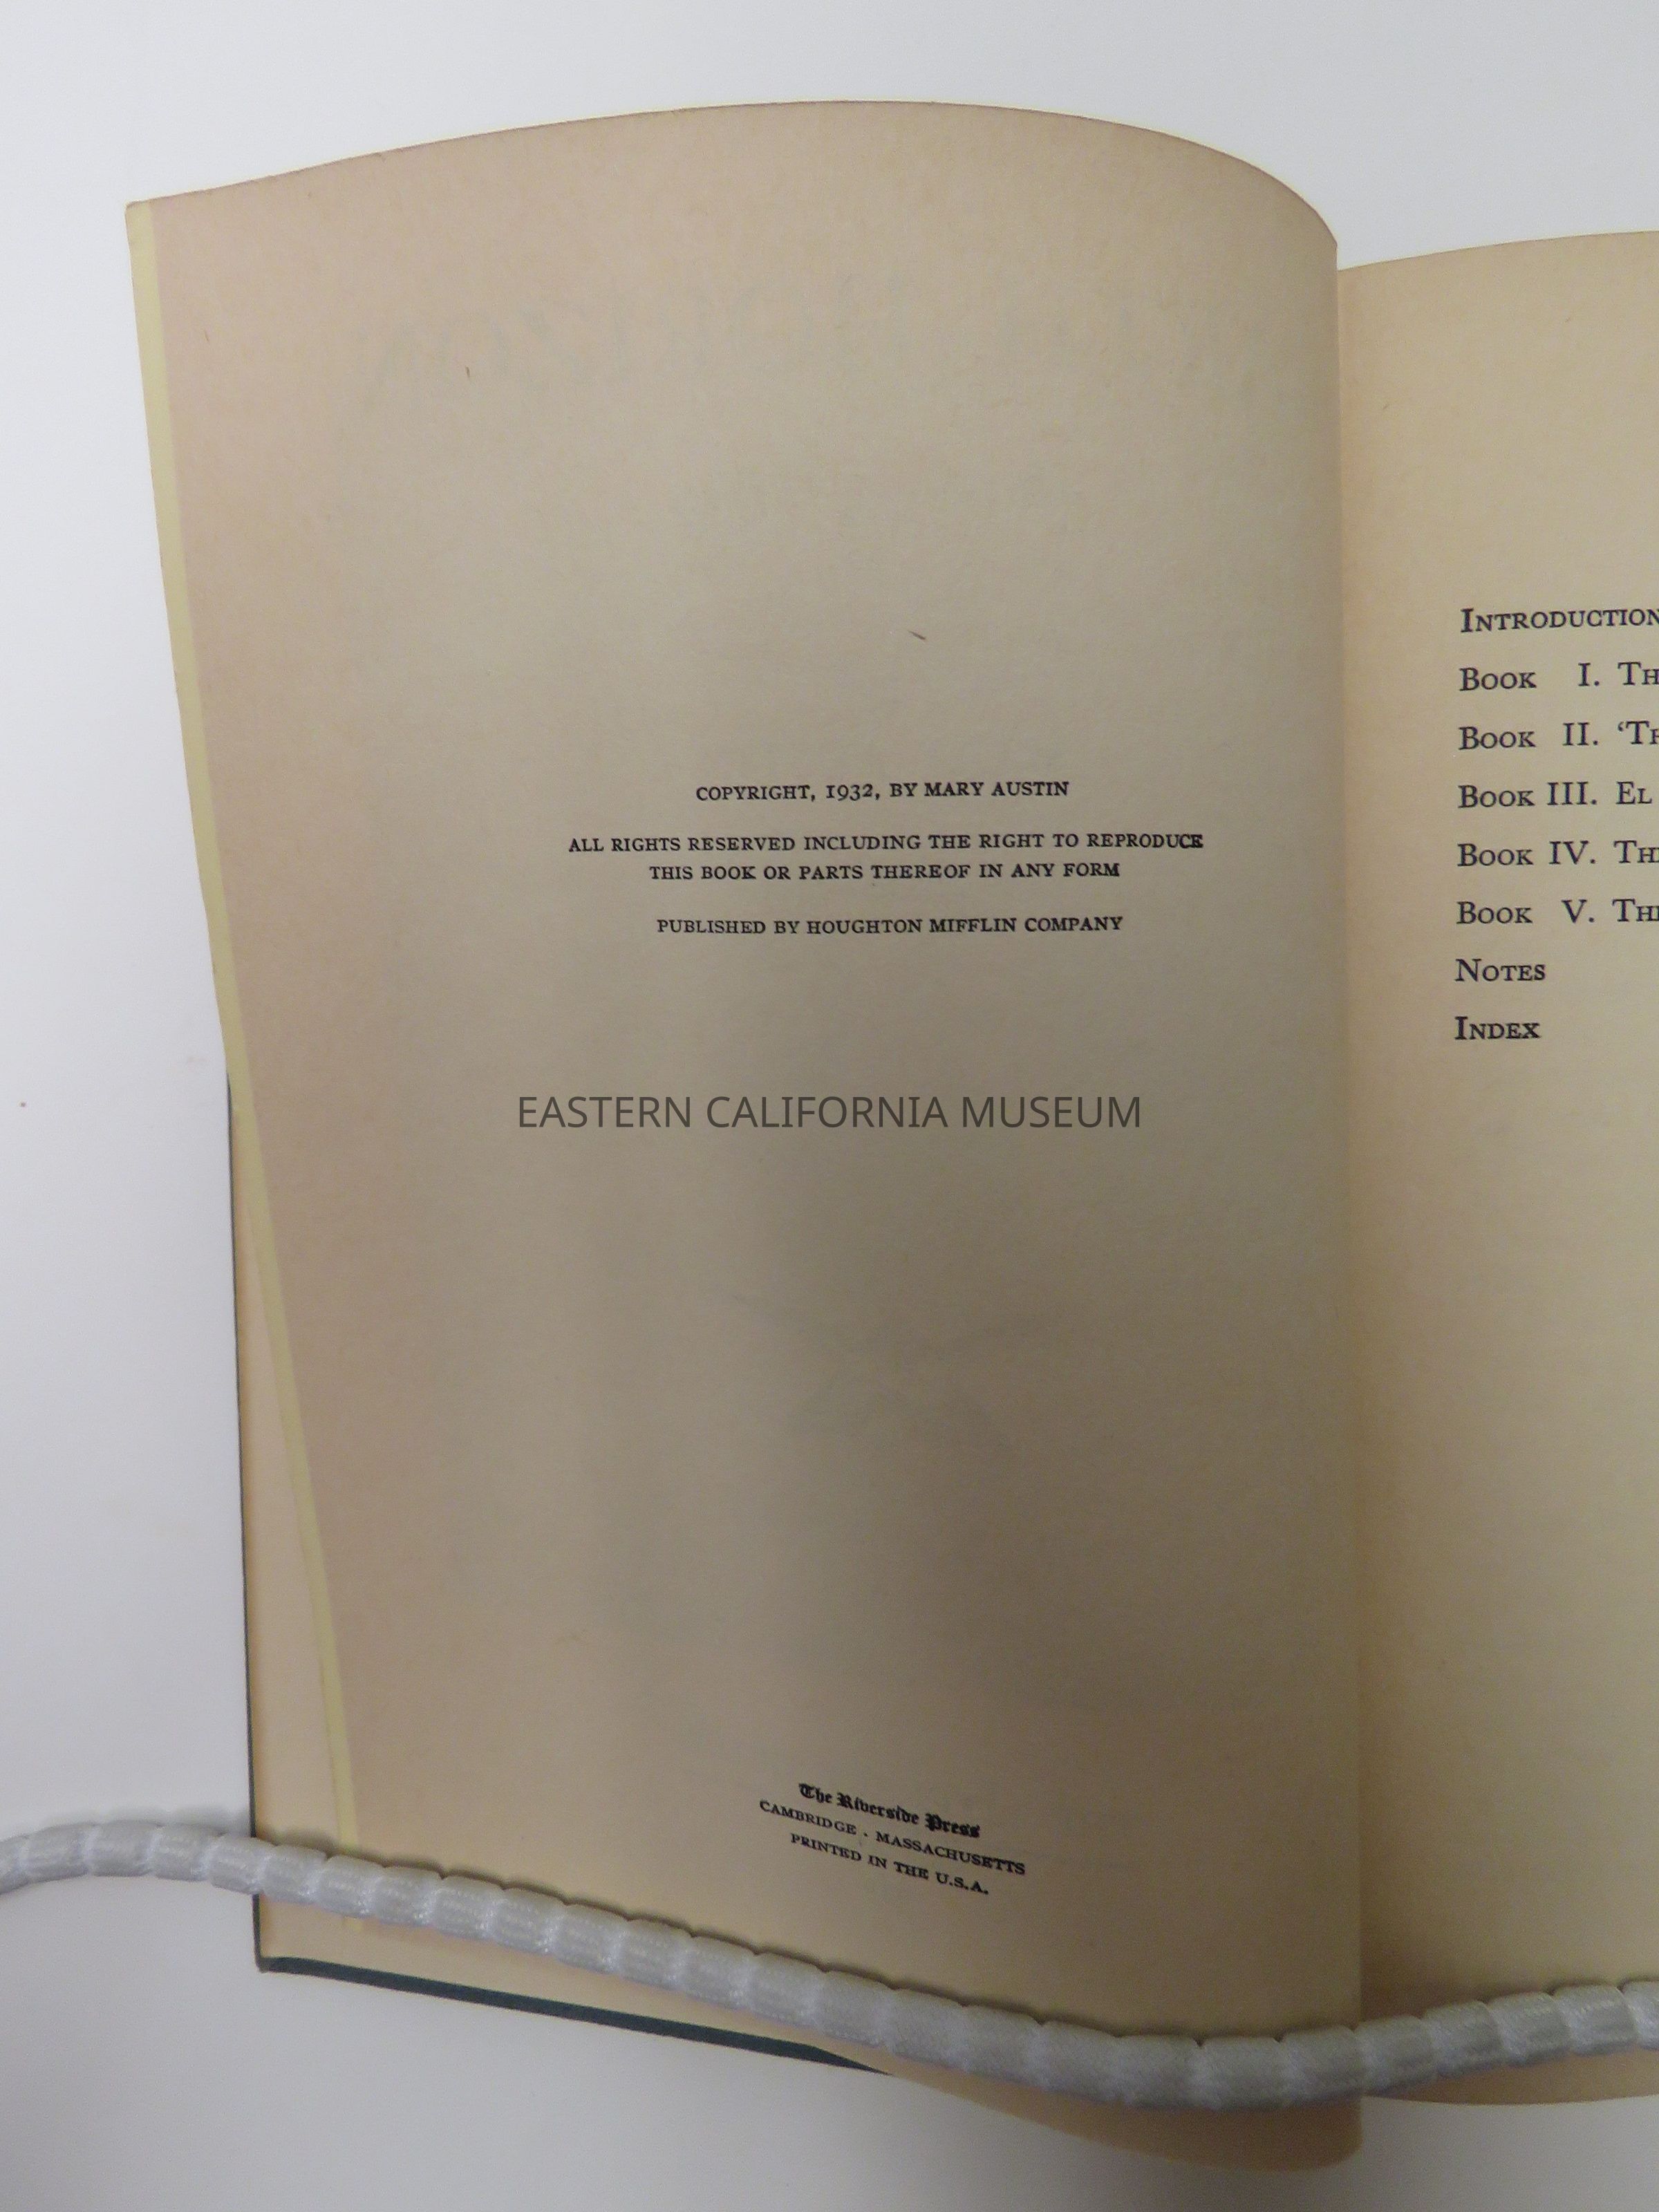 COPYRIGHT, 1932, BY MARY AUSTIN
ALL RIGHTS RESERVED INCLUDING THE RIGHT TO REPRODUCE
THIS BOOK OR PARTS THEREOF IN ANY FORM
PUBLISHED BY HOUGHTON MIFFLIN COMPANY
EASTERN CALIFORNIA MUSEUM
The Riverside Press
CAMBRIDGE . MASSACHUSETTS
PRINTED IN THE U.S.A.
INTRODUCTION
BOOK I.
BOOK II.
BOOK III. EL
BOOK IV.
BOOK V.
NOTES
INDEX